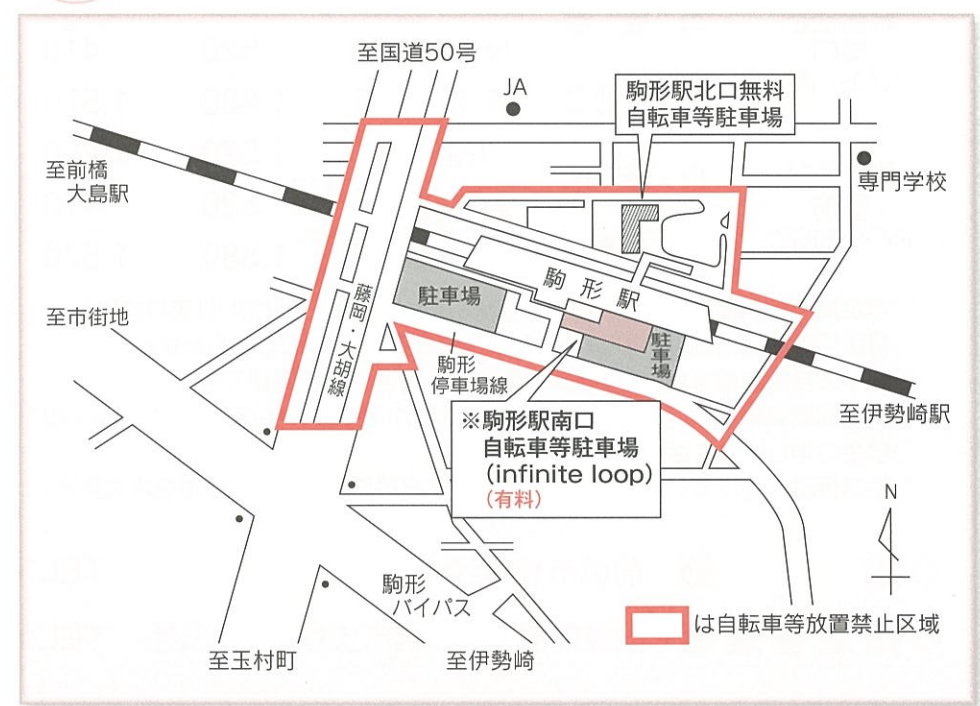 至国道50号
JA
駒形駅北口無料
自転車等駐車場
至前橋
大島駅
専門学校
駒形駅
駐車場
至市街地
藤岡・大胡線
駐車場
駒形
停車場線
至伊勢崎駅
※駒形駅南口
自転車等駐車場
(infinite loop)
(有料)
N
駒形
バイパス
は自転車等放置禁止区域
至玉村町
至伊勢崎